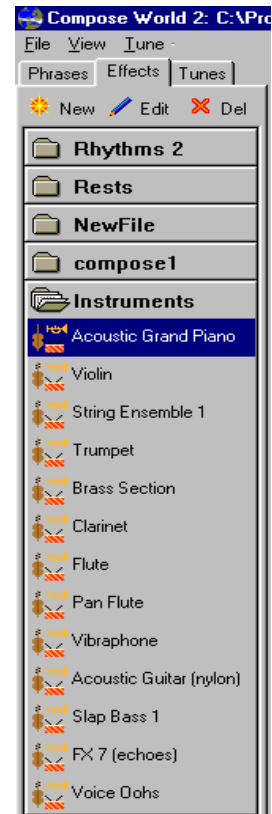 Compose World 2: C:\Pro
File View Tune
Phrases Effects Tunes
New Edit Del
Rhythms 2
Rests
NewFile
compose1
Instruments
Acoustic Grand Piano
Violin
String Ensemble 1
Trumpet
Brass Section
Clarinet
Flute
Pan Flute
Vibraphone
Acoustic Guitar (nylon)
Slap Bass 1
FX 7 (echoes)
Voice Oohs